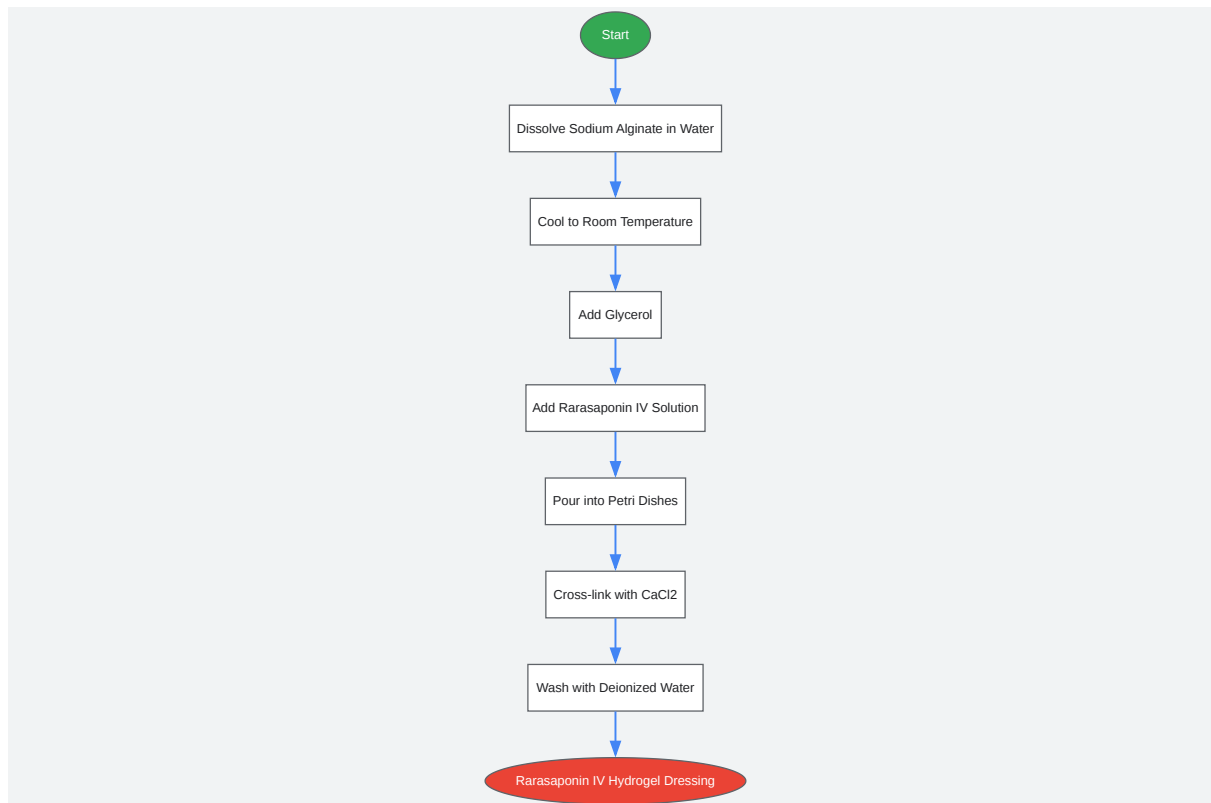 Start
Dissolve Sodium Alginate in Water
Cool to Room Temperature
Add Glycerol
Add Rarasaponin IV Solution
Pour into Petri Dishes
Cross-link with CaCl2
Wash with Deionized Water
Rarasaponin IV Hydrogel Dressing